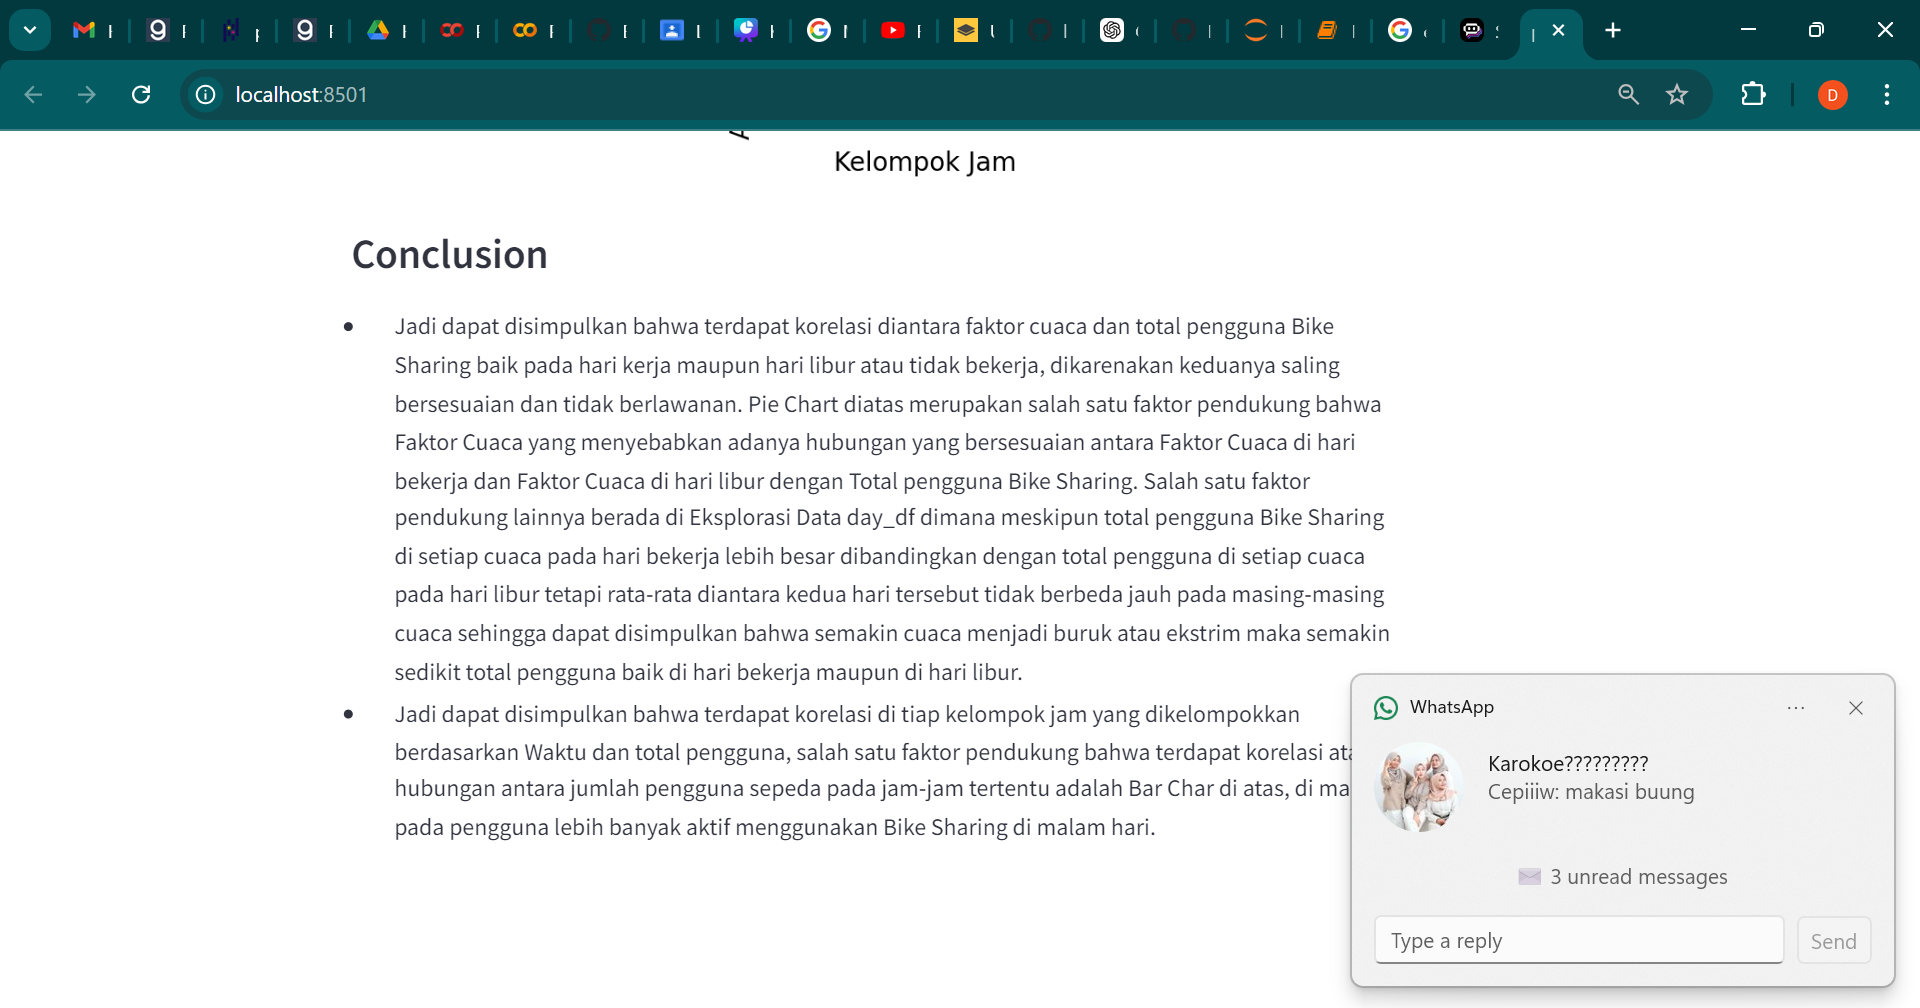 localhost:8501
D
Kelompok Jam
Conclusion
Jadi dapat disimpulkan bahwa terdapat korelasi diantara faktor cuaca dan total pengguna Bike
Sharing baik pada hari kerja maupun hari libur atau tidak bekerja, dikarenakan keduanya saling
bersesuaian dan tidak berlawanan. Pie Chart diatas merupakan salah satu faktor pendukung bahwa
Faktor Cuaca yang menyebabkan adanya hubungan yang bersesuaian antara Faktor Cuaca di hari
bekerja dan Faktor Cuaca di hari libur dengan Total pengguna Bike Sharing. Salah satu faktor
pendukung lainnya berada di Eksplorasi Data day_df dimana meskipun total pengguna Bike Sharing
di setiap cuaca pada hari bekerja lebih besar dibandingkan dengan total pengguna di setiap cuaca
pada hari libur tetapi rata-rata diantara kedua hari tersebut tidak berbeda jauh pada masing-masing
cuaca sehingga dapat disimpulkan bahwa semakin cuaca menjadi buruk atau ekstrim maka semakin
sedikit total pengguna baik di hari bekerja maupun di hari libur.
Jadi dapat disimpulkan bahwa terdapat korelasi di tiap kelompok jam yang dikelompokkan
berdasarkan Waktu dan total pengguna, salah satu faktor pendukung bahwa terdapat korelasi
hubungan antara jumlah pengguna sepeda pada jam-jam tertentu adalah Bar Char di atas, di
pada pengguna lebih banyak aktif menggunakan Bike Sharing di malam hari.
WhatsApp
Karokoe?????????
Cepiiiw: makasi buung
3 unread messages
Type a reply
Send